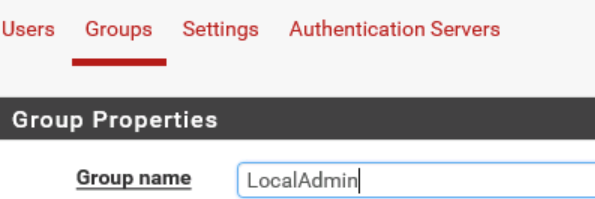 Users Groups Settings Authentication Servers
Group Properties
Group name LocalAdmin